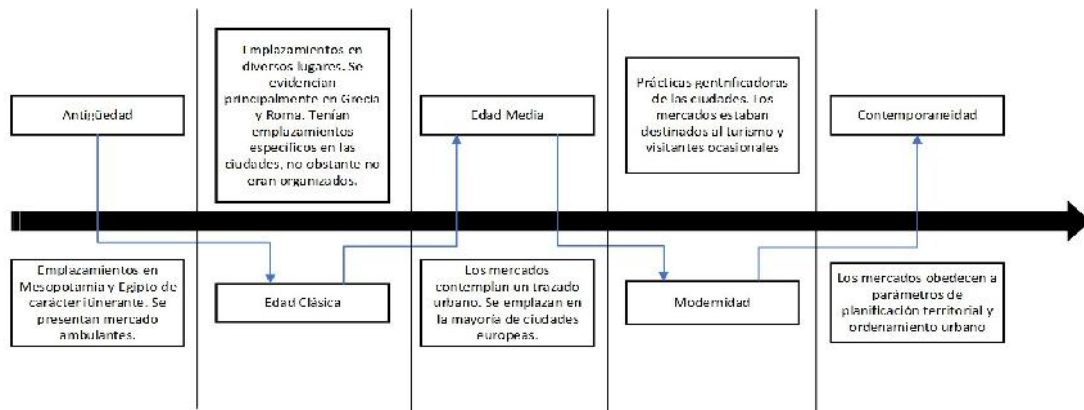 Antigüedad
Emplazamientos en
Mesopotamia y Egipto de
carácter itinerante. Se
presentan mercado
ambulantes.
Emplazamientos en
diversos lugares. Se
evidencian
principalmente en Grecia
y Roma. Tenían
emplazamientos
específicos en las
ciudades, no obstante no
eran organizados.
Edad Clásica
Edad Media
Los mercados
contemplan un trazado
urbano. Se emplazan en
la mayoría de ciudades
europeas.
Prácticas gentrificadoras
de las ciudades. Los
mercados estaban
destinados al turismo y
visitantes ocasionales
Modernidad
Contemporaneidad
Los mercados obedecen a
parámetros de
planificación territorial y
ordenamiento urbano